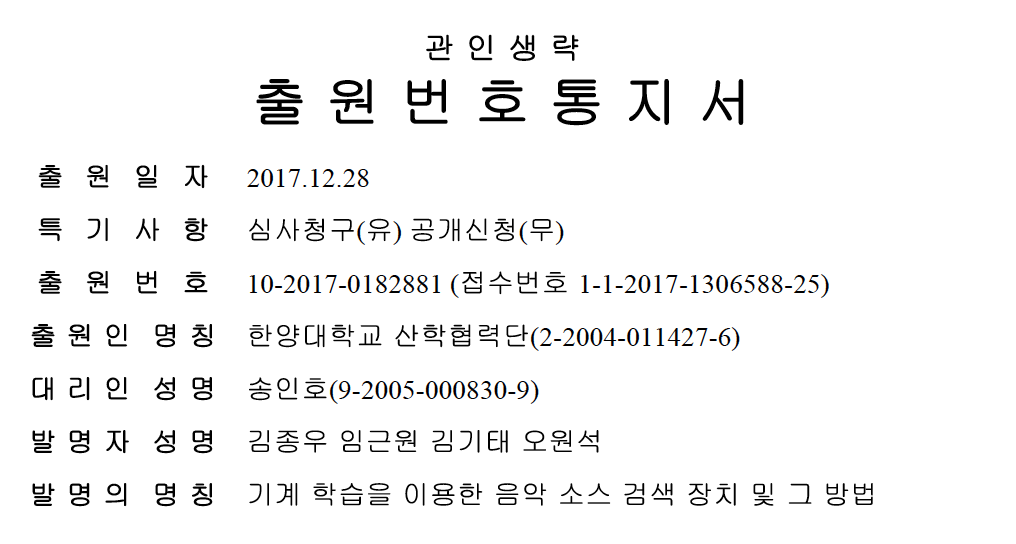 관 인 생 략
출 원 번 호 통 지 서
출 원 일 자 2017.12.28
특 기 사 항 심사청구(유) 공개신청(무)
출 원 번 호 10-2017-0182881 (접수번호 1-1-2017-1306588-25)
출 원 인 명 칭 한양대학교 산학협력단(2-2004-011427-6)
대 리 인 성 명 송인호(9-2005-000830-9)
발 명 자 성 명 김종우 임근원 김기태 오원석
발 명 의 명 칭 기계 학습을 이용한 음악 소스 검색 장치 및 그 방법